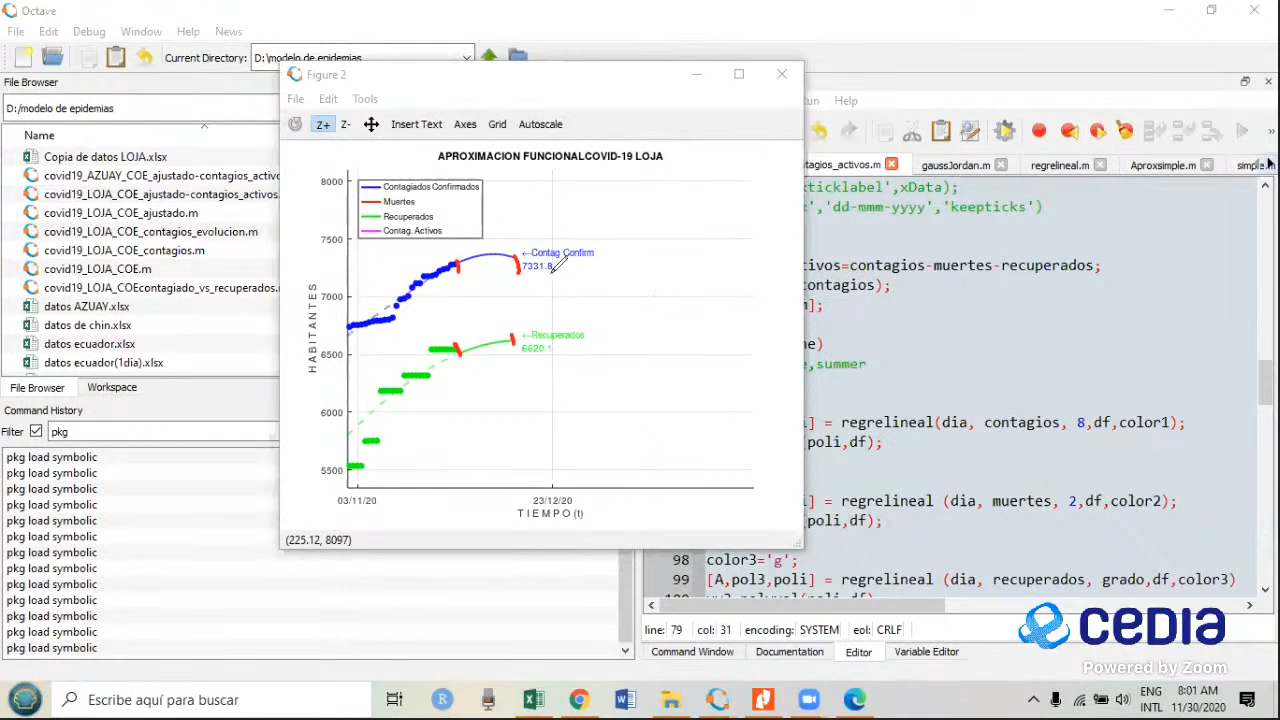 Octave
File Edit Debug Window Help News
Current Directory: D:\modelo de epidemias
File Browser
D:/modelo de epidemias
Name
Copia de datos LOJA.xlsx
covid19_AZUAY_COE_ajustado-contagios_activo
covid19_LOJA_COE_ajustado-contagios_activos.
covid19_LOJA_COE_ajustado.m
covid19_LOJA_COE_contagios_evolucion.m
covid19_LOJA_COE_contagios.m
covid19_LOJA_COE.m
covid19_LOJA_COEcontagiado_vs_recuperados.
datos AZUAY.xlsx
datos de chin.xlsx
datos ecuador.xlsx
datos ecuador(1dia).xlsx
File Browser Workspace
Command History
Filter pkg
pkg load symbolic
pkg load symbolic
pkg load symbolic
pkg load symbolic
pkg load symbolic
pkg load symbolic
pkg load symbolic
pkg load symbolic
pkg load symbolic
pkg load symbolic
pkg load symbolic
pkg load symbolic
pkg load symbolic
Figure 2
File Edit Tools
Z+ Z- Insert Text Axes Grid Autoscale
APROXIMACION FUNCIONALCOVID-19 LOJA
8000
7500
7000
6500
6000
5500
HABITANTES
Contagiados Confirmados
Muertes
Recuperados
Contag. Activos
←Contag Confirm
7331.8
←Recuperados
6620.1
03/11/20 23/12/20
TIEMPO (t)
(225.12, 8097)
un Help
tagios_activos.m gaussJordan.m regrelineal.m Aproxsimple.m simple.m
ticklabel',xData);
','dd-mmm-yyyy','keepticks')
ivos=contagios-muertes-recuperados;
contagios);
m];
ne)
e,summer
i] = regrelineal(dia, contagios, 8,df,color1);
poli,df);
i] = regrelineal (dia, muertes, 2,df,color2);
poli,df);
98 color3='g';
99 [A,pol3,poli] = regrelineal (dia, recuperados, grado,df,color3)
line: 79 col: 31 encoding: SYSTEM eol: CRLF
Command Window Documentation Editor Variable Editor
cedia
Powered by Zoom
Escribe aquí para buscar
ENG
INTL
8:01 AM
11/30/2020